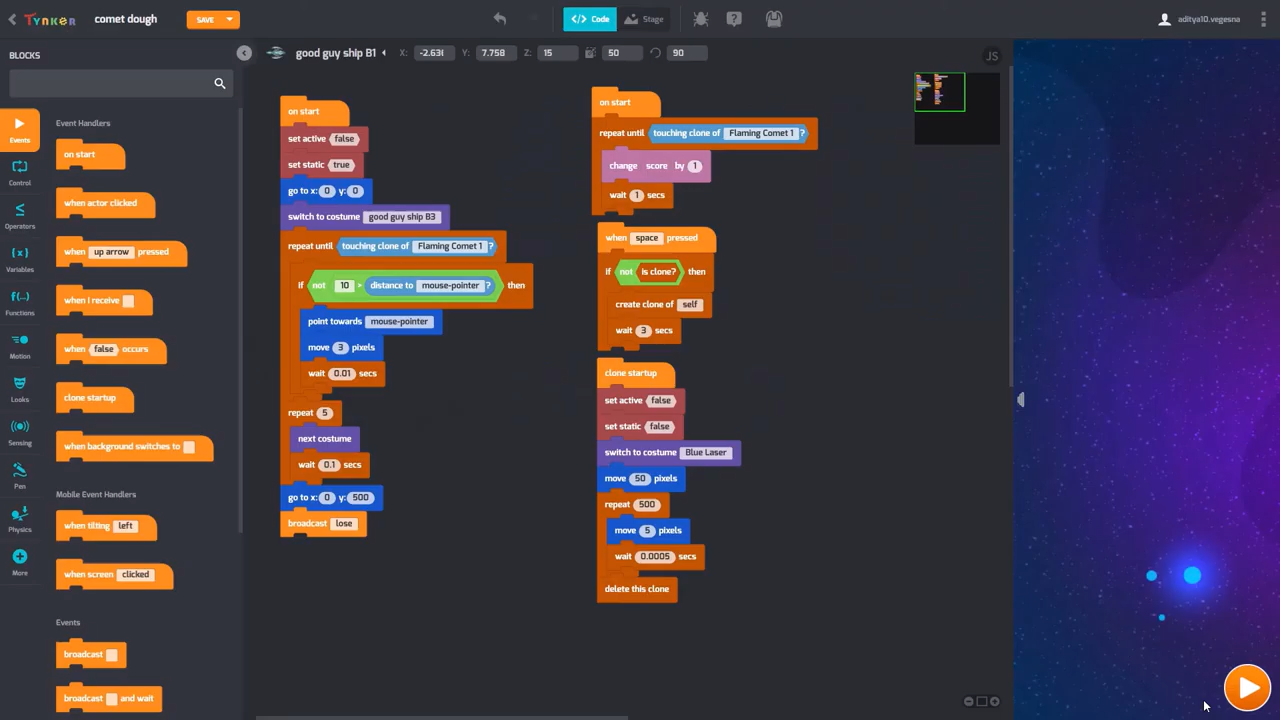 TYNKER
comet dough
SAVE
</> Code
Stage
aditya10.vegesna
BLOCKS
good guy ship B1
X: -2.63(
Y: 7.758
Z: 15
50
90
JS
Events
Control
Operators
Variables
Functions
Motion
Looks
Sensing
Pen
Physics
More
Event Handlers
on start
when actor clicked
when up arrow pressed
when I receive
when false occurs
clone startup
when background switches to
Mobile Event Handlers
when tilting left
when screen clicked
Events
broadcast
broadcast and wait
on start
set active false
set static true
go to x: 0 y: 0
switch to costume good guy ship B3
repeat until touching clone of Flaming Comet 1 ?
If not 10 > distance to mouse-pointer ? then
point towards mouse-pointer
move 3 pixels
wait 0.01 secs
repeat 5
next costume
wait 0.1 secs
go to x: 0 y: 500
broadcast lose
on start
repeat until touching clone of Flaming Comet 1 ?
change score by 1
wait 1 secs
when space pressed
If not is clone? then
create clone of self
wait 3 secs
clone startup
set active false
set static false
switch to costume Blue Laser
move 50 pixels
repeat 500
move 5 pixels
wait 0.0005 secs
delete this clone